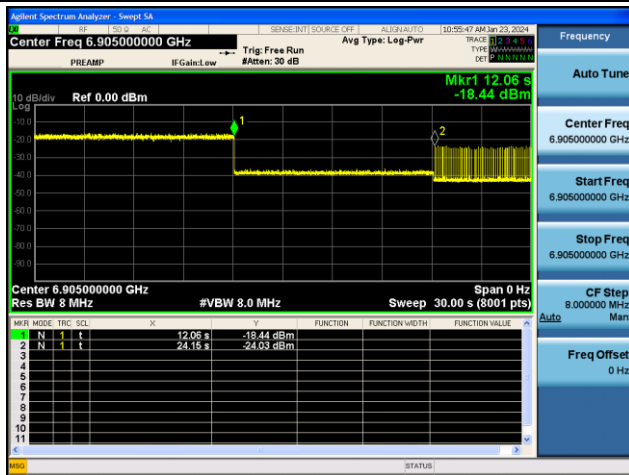 Agilent Spectrum Analyzer - Swept SA
RF 50 Ω AC SENSE:INT SOURCE OFF ALIGNAUTO 10:55:47 AM Jan 23, 2024
Center Freq 6.905000000 GHz
PREAMP IFGain:Low
Trig: Free Run
#Atten: 30 dB
Avg Type: Log-Pwr
TRACE 1 2 3 4 5 6
TYPE
DET P N N N N N
Mkr1 12.06 s
-18.44 dBm
10 dB/div Ref 0.00 dBm
Log
-10.0
-20.0
-30.0
-40.0
-50.0
-60.0
-70.0
-80.0
-90.0
1
2
Center 6.905000000 GHz Span 0 Hz
Res BW 8 MHz #VBW 8.0 MHz Sweep 30.00 s (8001 pts)
MKR MODE TRC SCL X Y FUNCTION FUNCTION WIDTH FUNCTION VALUE
1 N 1 t 12.06 s -18.44 dBm
2 N 1 t 24.15 s -24.03 dBm
3
4
5
6
7
8
9
10
11
MSG STATUS
Frequency
Auto Tune
Center Freq
6.905000000 GHz
Start Freq
6.905000000 GHz
Stop Freq
6.905000000 GHz
CF Step
8.000000 MHz
Auto Man
Freq Offset
0 Hz